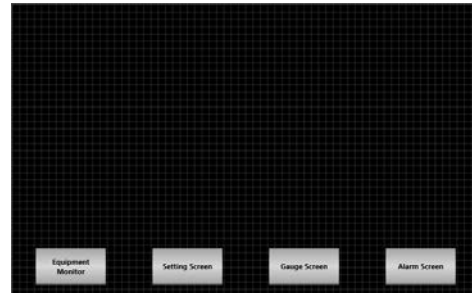 Equipment
Monitor
Setting Screen
Gauge Screen
Alarm Screen